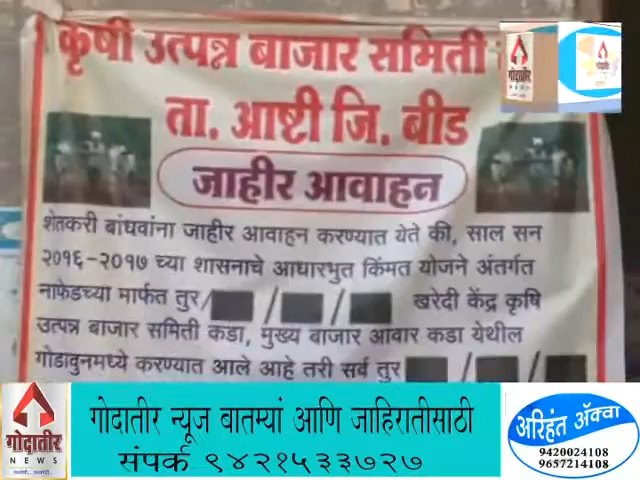 कृषी उत्पन्न बाजार समिती
ता. आष्टी जि. बीड
जाहीर आवाहन
शेतकरी बांधवांना जाहीर आवाहन करण्यात येते की, साल सन
२०१६-२०१७ च्या शासनाचे आधारभुत किंमत योजने अंतर्गत
नाफेडच्या मार्फत तुर/ / / खरेदी केंद्र कृषि
उत्पन्न बाजार समिती कडा, मुख्य बाजार आवार कडा येथील
गोडावुनमध्ये करण्यात आले आहे तरी सर्व तुर / /
गोदातीर
NEWS
गोदातीर
गोदातीर न्यूज बातम्यां आणि जाहिरातीसाठी
संपर्क ९४२१५३३७२७
गोदातीर
NEWS
अरिहंत ॲक्वा
9420024108
9657214108